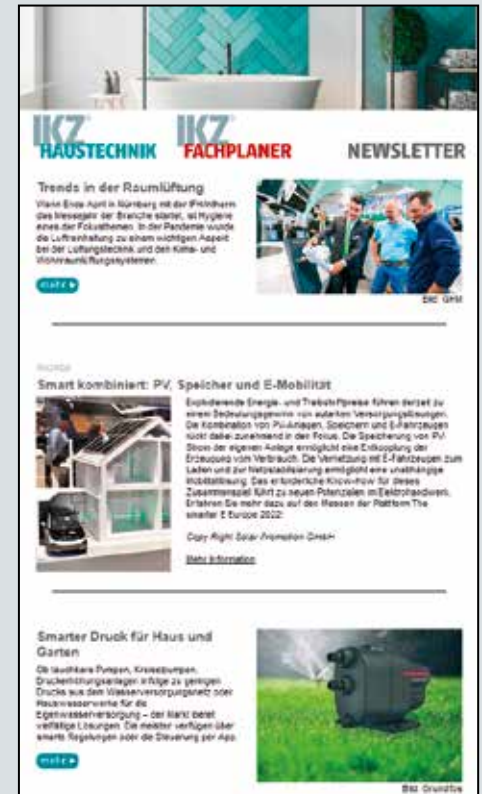 IKZ
HAUSTECHNIK
IKZ
FACHPLANER
NEWSLETTER
Trends in der Raumlüftung
Wenn Ende April in Nürnberg mit der IFH/Intherm
das Messejahr der Branche startet, ist Hygiene
eines der Fokusthemen. In der Pandemie wurde
die Luftreinhaltung zu einem wichtigen Aspekt
bei der Lüftungstechnik und den Klima- und
Wohnraumlüftungssystemen.
mehr
Bild: GHM
Anzeige
Smart kombiniert: PV, Speicher und E-Mobilität
Explodierende Energie- und Treibstoffpreise führen derzeit zu
einem Bedeutungsgewinn von autarken Versorgungslösungen.
Die Kombination von PV-Anlagen, Speichern und E-Fahrzeugen
rückt dabei zunehmend in den Fokus. Die Speicherung von PV-
Strom der eigenen Anlage ermöglicht eine Entkopplung der
Erzeugung vom Verbrauch. Die Vernetzung mit E-Fahrzeugen zum
Laden und zur Netzstabilisierung ermöglicht eine unabhängige
Mobilitätslösung. Das erforderliche Know-how für dieses
Zusammenspiel führt zu neuen Potenzialen im Elektrohandwerk.
Erfahren Sie mehr dazu auf den Messen der Plattform The
smarter E Europe 2022!
Copy Right Solar Promotion GmbH
Mehr Information
Smarter Druck für Haus und
Garten
Ob tauchbare Pumpen, Kreiselpumpen,
Druckerhöhungsanlagen infolge zu geringen
Drucks aus dem Wasserversorgungsnetz oder
Hauswasserwerke für die
Eigenwasserversorgung – der Markt bietet
vielfältige Lösungen. Die meisten verfügen über
smarte Regelungen oder die Steuerung per App.
mehr
Bild: Grundfos